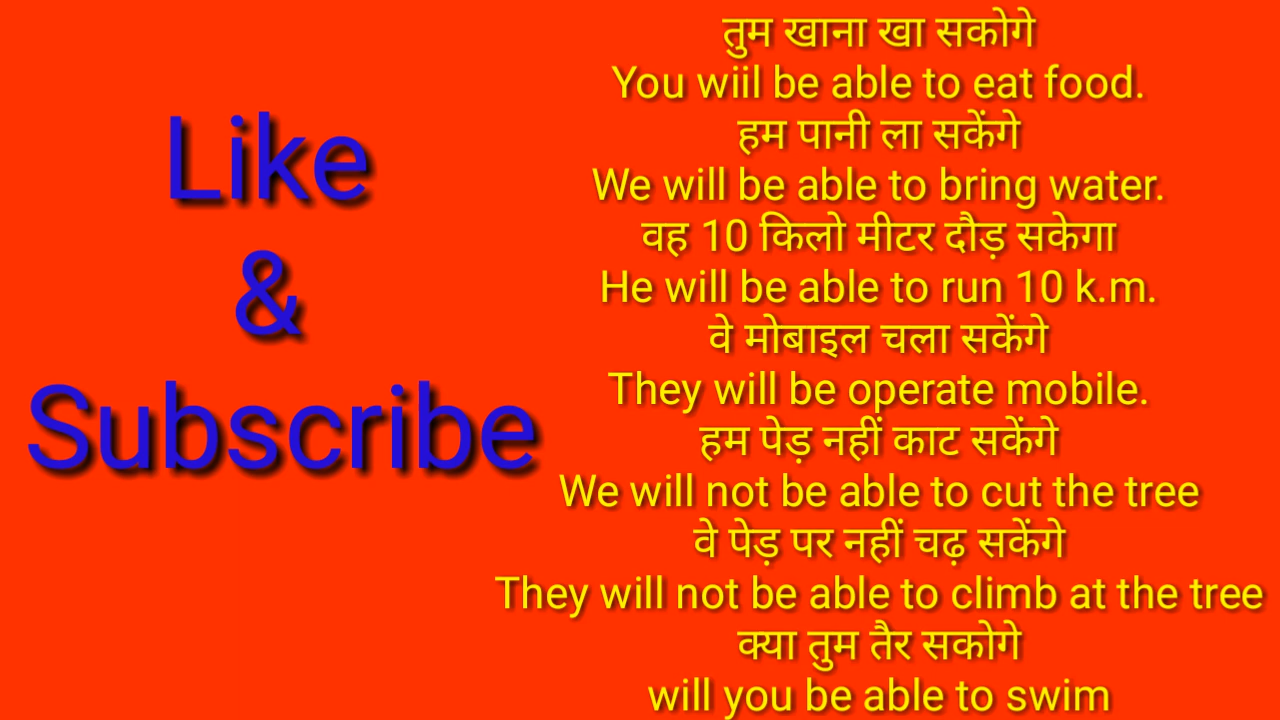 Like
&
Subscribe
तुम खाना खा सकोगे
You wiil be able to eat food.
हम पानी ला सकेंगे
We will be able to bring water.
वह 10 किलो मीटर दौड़ सकेगा
He will be able to run 10 k.m.
वे मोबाइल चला सकेंगे
They will be operate mobile.
हम पेड़ नहीं काट सकेंगे
We will not be able to cut the tree
वे पेड़ पर नहीं चढ़ सकेंगे
They will not be able to climb at the tree
क्या तुम तैर सकोगे
will you be able to swim